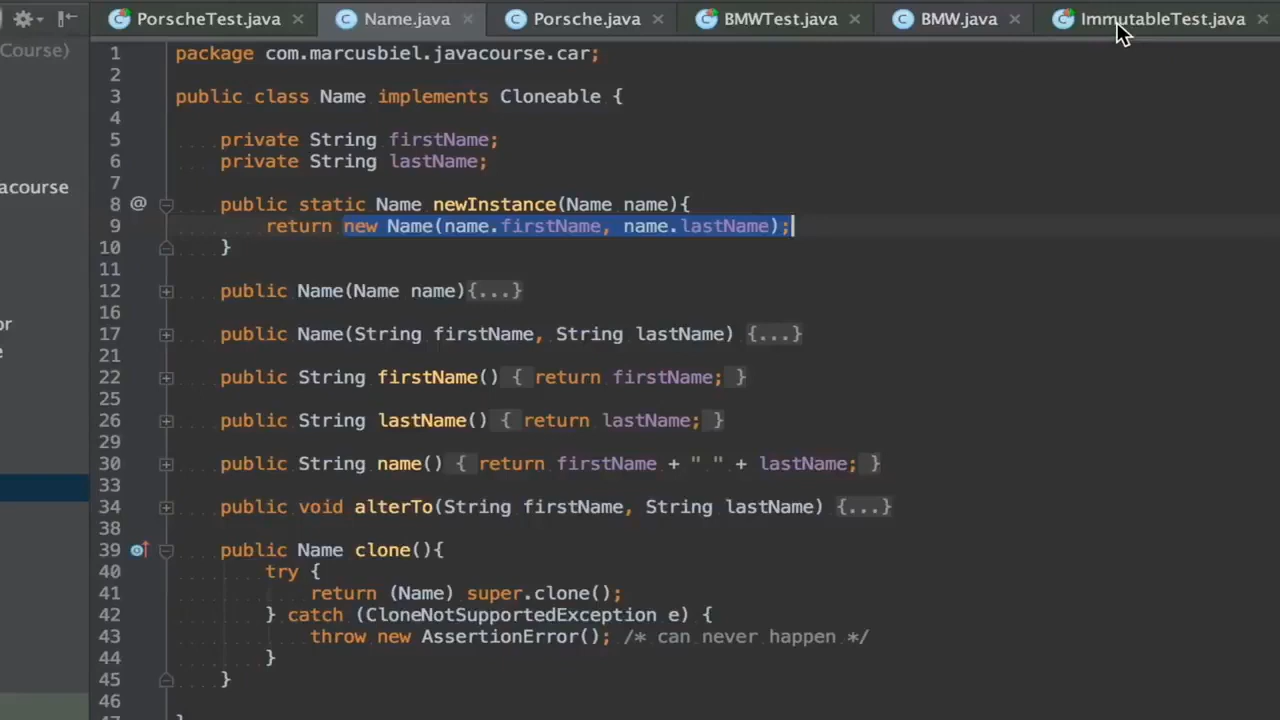 PorscheTest.java × Name.java × Porsche.java × BMWTest.java × BMW.java × ImmutableTest.java ×
Course)
1 package com.marcusbiel.javacourse.car;
2
3 public class Name implements Cloneable {
4
5 private String firstName;
6 private String lastName;
7
acourse
8 @ public static Name newInstance(Name name){
9 return new Name(name.firstName, name.lastName);
10 }
11
12 public Name(Name name){...}
16
or
17 public Name(String firstName, String lastName) {...}
e
21
22 public String firstName() { return firstName; }
25
26 public String lastName() { return lastName; }
29
30 public String name() { return firstName + " " + lastName; }
33
34 public void alterTo(String firstName, String lastName) {...}
38
39 public Name clone(){
40 try {
41 return (Name) super.clone();
42 } catch (CloneNotSupportedException e) {
43 throw new AssertionError(); /* can never happen */
44 }
45 }
46